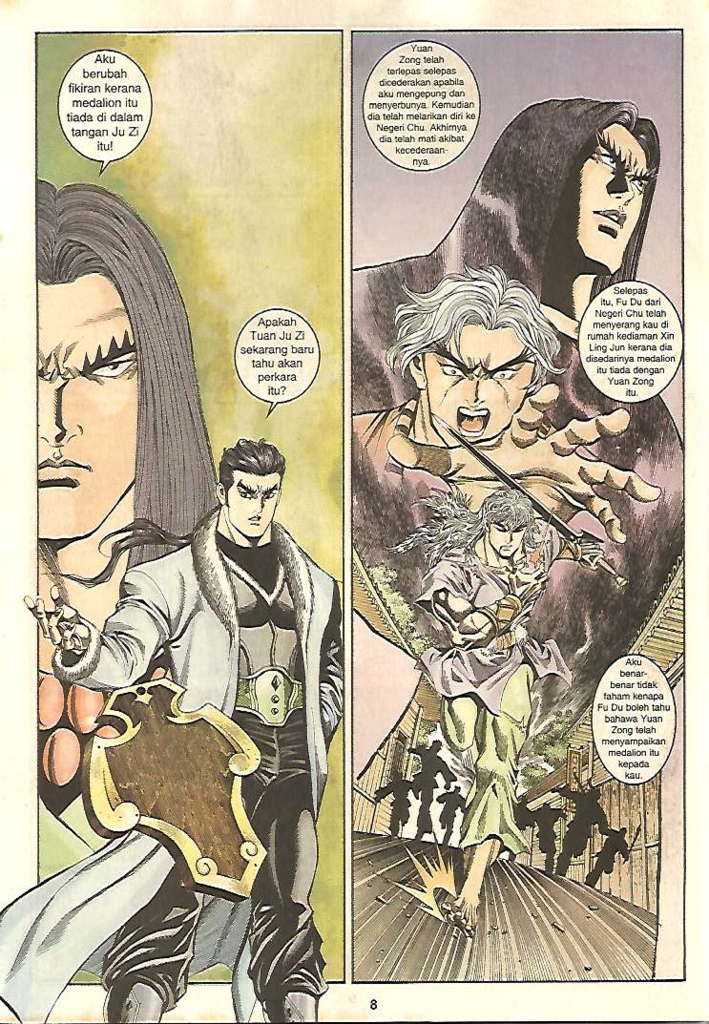 Aku
berubah
fikiran kerana
medalion itu
tiada di dalam
tangan Ju Zi
itu!
Apakah
Tuan Ju Zi
sekarang baru
tahu akan
perkara
itu?
Yuan
Zong telah
terlepas selepas
dicederakan apabila
aku mengepung dan
menyerbunya. Kemudian
dia telah melarikan diri ke
Negeri Chu. Akhirnya
dia telah mati akibat
kecederaan-
nya.
Selepas
itu, Fu Du dari
Negeri Chu telah
menyerang kau di
rumah kediaman Xin
Ling Jun kerana dia
disedarinya medalion
itu tiada dengan
Yuan Zong
itu.
Aku
benar-
benar tidak
faham kenapa
Fu Du boleh tahu
bahawa Yuan
Zong telah
menyampaikan
medalion itu
kepada
kau.
8